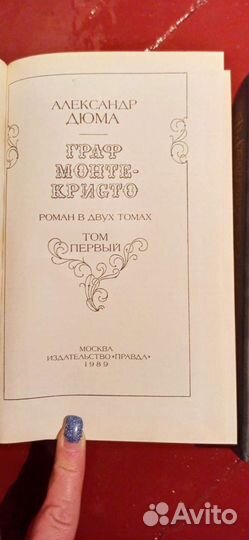 АЛЕКСАНДР
ДЮМА
ГРАФ
МОНТЕ-
КРИСТО
РОМАН В ДВУХ ТОМАХ
ТОМ
ПЕРВЫЙ
МОСКВА
ИЗДАТЕЛЬСТВО «ПРАВДА»
1989
Avito